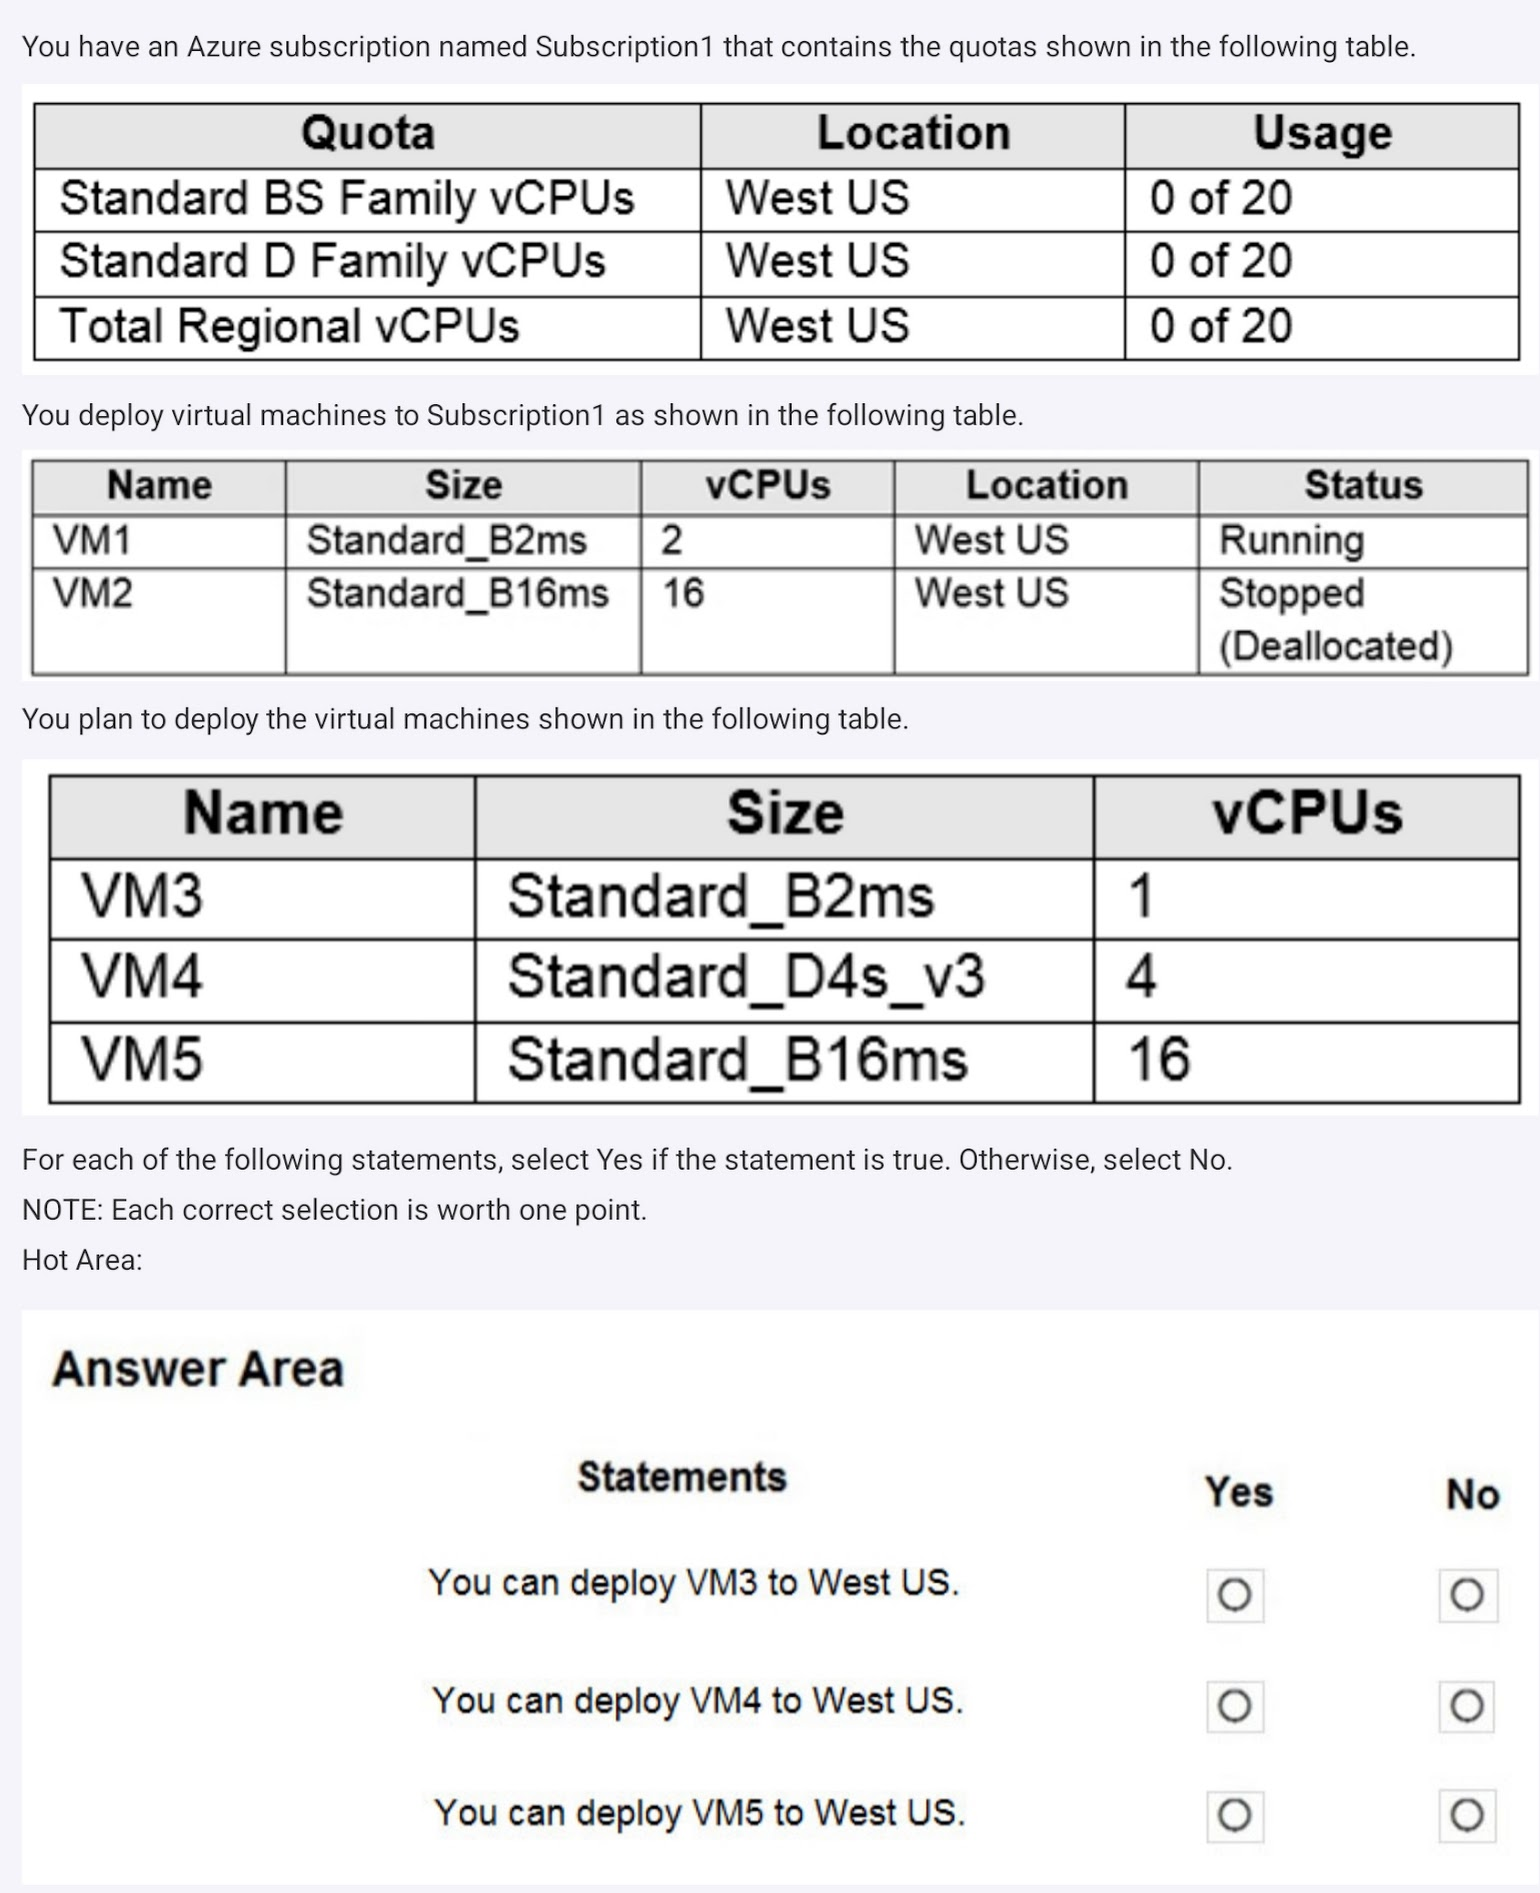 You have an Azure subscription named Subscription1 that contains the quotas shown in the following table.
Quota Location Usage
Standard BS Family vCPUs West US 0 of 20
Standard D Family vCPUs West US 0 of 20
Total Regional vCPUs West US 0 of 20
You deploy virtual machines to Subscription1 as shown in the following table.
Name Size vCPUs Location Status
VM1 Standard_B2ms 2 West US Running
VM2 Standard_B16ms 16 West US Stopped
(Deallocated)
You plan to deploy the virtual machines shown in the following table.
Name Size vCPUs
VM3 Standard_B2ms 1
VM4 Standard_D4s_v3 4
VM5 Standard_B16ms 16
For each of the following statements, select Yes if the statement is true. Otherwise, select No.
NOTE: Each correct selection is worth one point.
Hot Area:
Answer Area
Statements Yes No
You can deploy VM3 to West US.
You can deploy VM4 to West US.
You can deploy VM5 to West US.